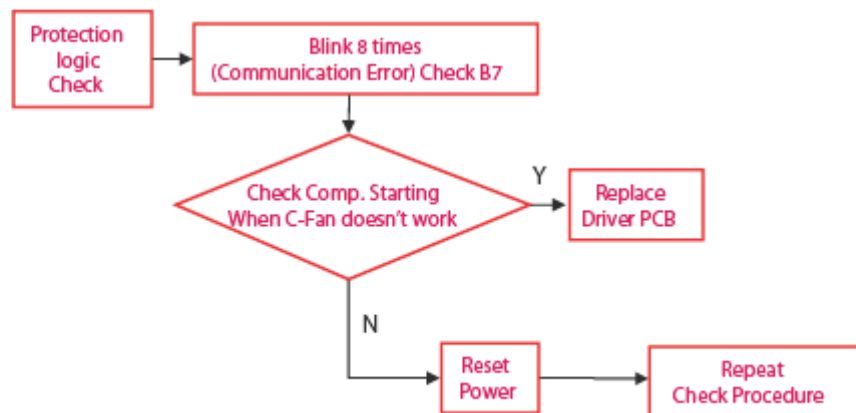 Protection
logic
Check
Blink 8 times
(Communication Error) Check B7
Check Comp. Starting
When C-Fan doesn't work
Y
Replace
Driver PCB
N
Reset
Power
Repeat
Check Procedure